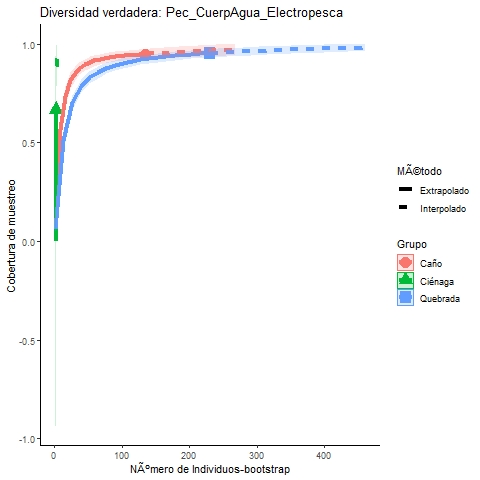 Diversidad verdadera: Pec_CuerpAgua_Electropesca
1.0
0.5
0.0
-0.5
-1.0
Cobertura de muestreo
0
100
200
300
400
NÃºmero de Individuos-bootstrap
MÃ©todo
Extrapolado
Interpolado
Grupo
Caño
Ciénaga
Quebrada